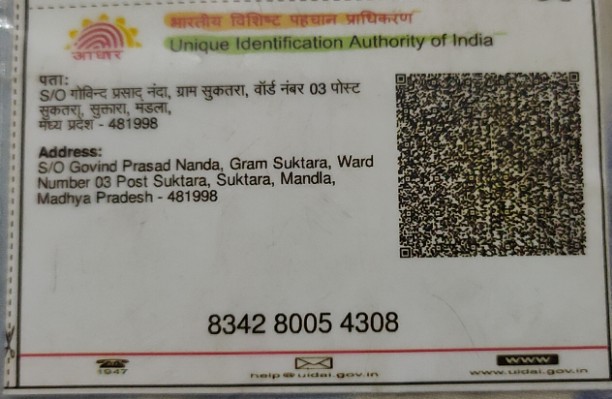 भारतीय विशिष्ट पहचान प्राधिकरण
Unique Identification Authority of India
आधार
पता:
S/O गोविन्द प्रसाद नंदा, ग्राम सुकतरा, वॉर्ड नंबर 03 पोस्ट
सुकतरा, सुकतारा, मंडला,
मध्य प्रदेश - 481998
Address:
S/O Govind Prasad Nanda, Gram Suktara, Ward
Number 03 Post Suktara, Suktara, Mandla,
Madhya Pradesh - 481998
8342 8005 4308
1947
help@uidai.gov.in
WWW
www.uidai.gov.in